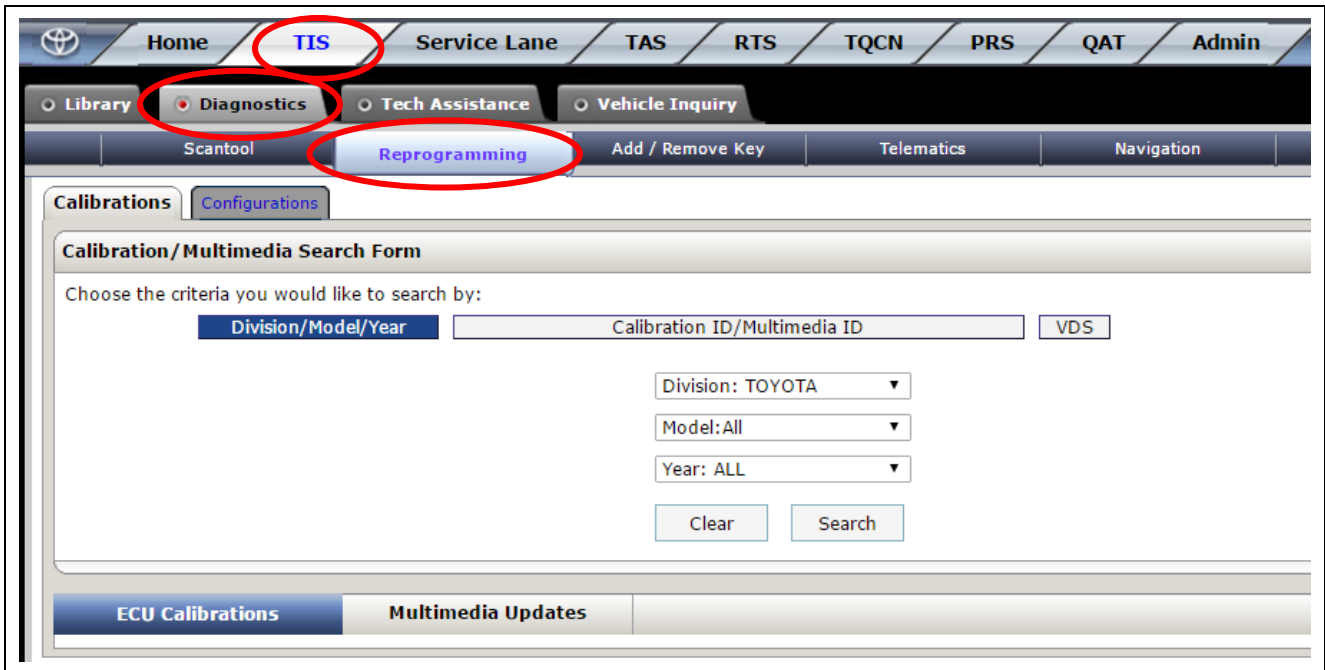 Home TIS Service Lane TAS RTS TQCN PRS QAT Admin
Library Diagnostics Tech Assistance Vehicle Inquiry
Scantool Reprogramming Add / Remove Key Telematics Navigation
Calibrations Configurations
Calibration/Multimedia Search Form
Choose the criteria you would like to search by:
Division/Model/Year Calibration ID/Multimedia ID VDS
Division: TOYOTA
Model:All
Year: ALL
Clear Search
ECU Calibrations Multimedia Updates